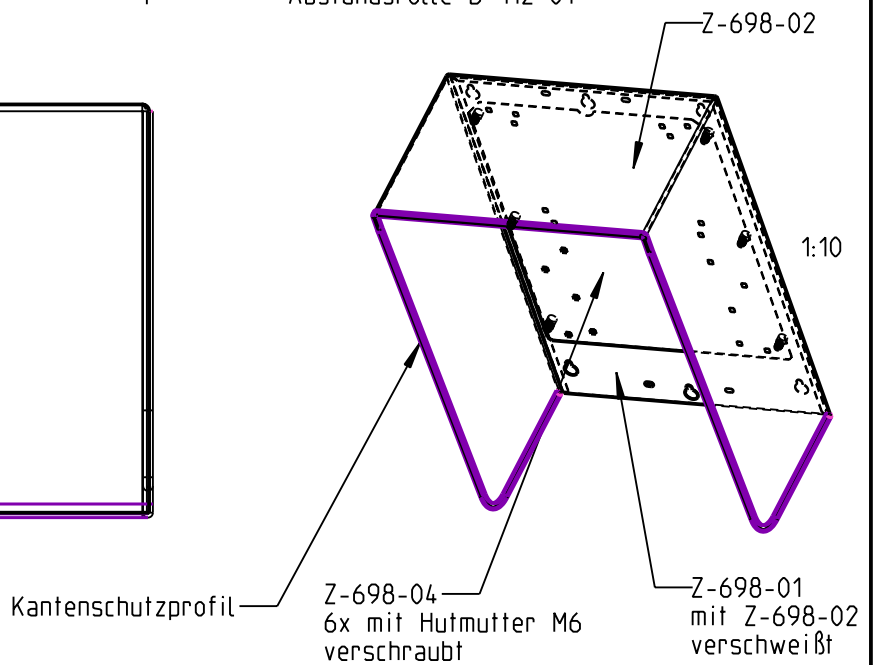 Z-698-02
1:10
Kantenschutzprofil
Z-698-04
6x mit Hutmutter M6
verschraubt
Z-698-01
mit Z-698-02
verschweißt